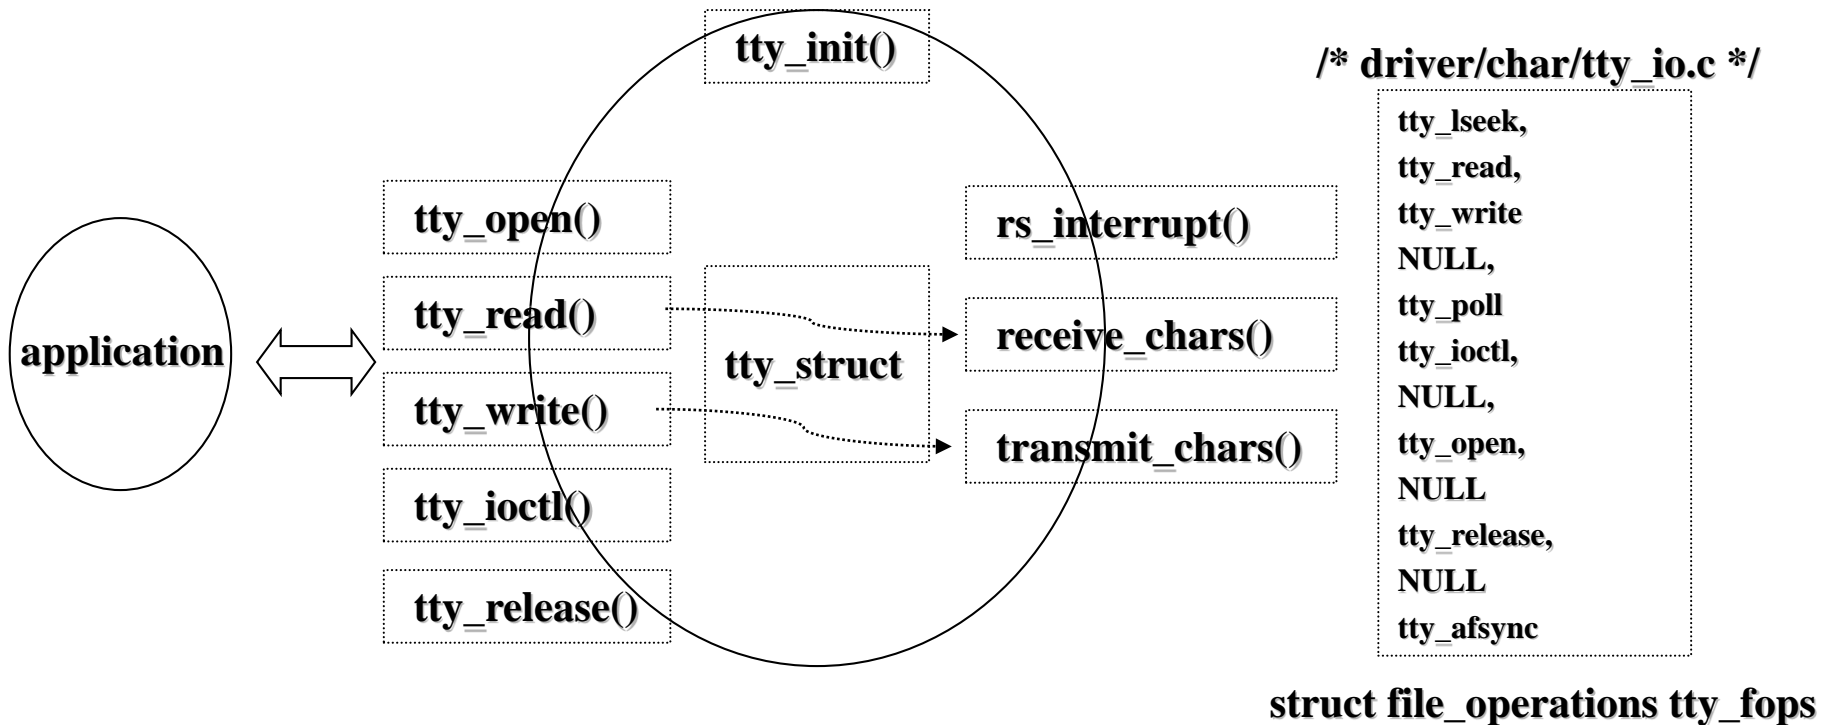 tty_init()
/* driver/char/tty_io.c */
application
tty_open()
tty_read()
tty_write()
tty_ioctl()
tty_release()
tty_struct
rs_interrupt()
receive_chars()
transmit_chars()
tty_lseek,
tty_read,
tty_write
NULL,
tty_poll
tty_ioctl,
NULL,
tty_open,
NULL
tty_release,
NULL
tty_afsync
struct file_operations tty_fops